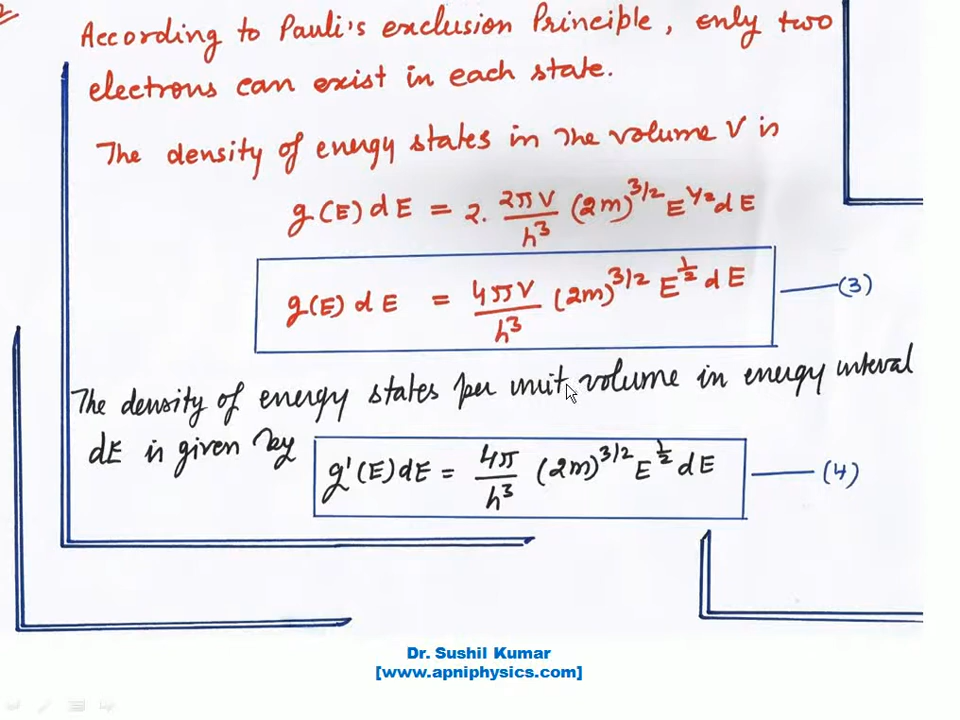 According to Pauli's exclusion Principle, only two
electrons can exist in each state.
The density of energy states in the volume V is
g(E)dE = 2. 2πV/h³ (2m)^3/2 E^1/2 dE
g(E)dE = 4πV/h³ (2m)^3/2 E^1/2 dE —(3)
The density of energy states per unit volume in energy interval
dE is given by
g'(E)dE = 4π/h³ (2m)^3/2 E^1/2 dE —(4)
Dr. Sushil Kumar
[www.apniphysics.com]